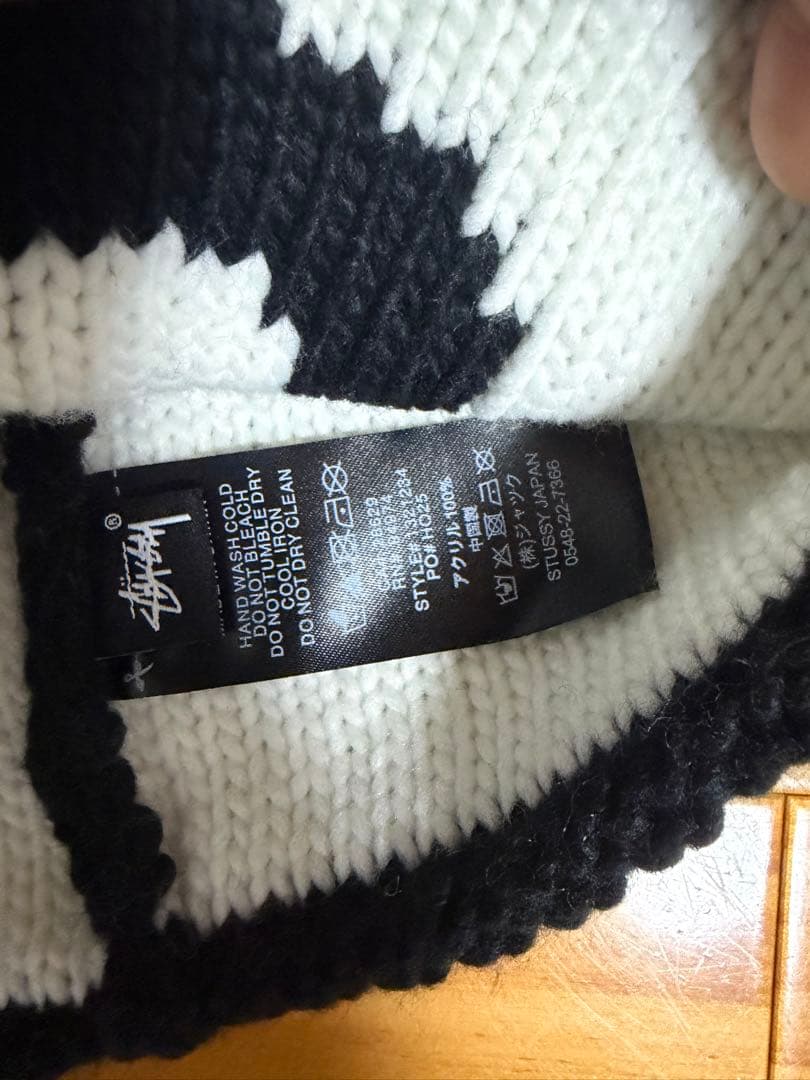 Stüssy
®
HAND WASH COLD
DO NOT BLEACH
DO NOT TUMBLE DRY
COOL IRON
DO NOT DRY CLEAN
STYLE# 1321234
PO# HO25
アクリル100%
中国製
(株)ジャック
STUSSY JAPAN
0548-22-7366